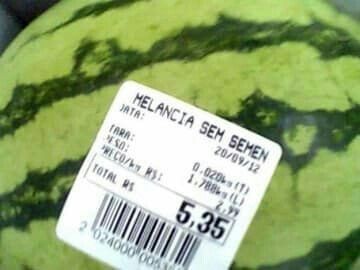 MELANCIA SEM SEMEN
DATA: 20/09/12
TARA: 0.020kg(T)
PESO: 1.788kg(L)
PREÇO/kg R$: 2,99
TOTAL R$ 5,35
2 024000 00535